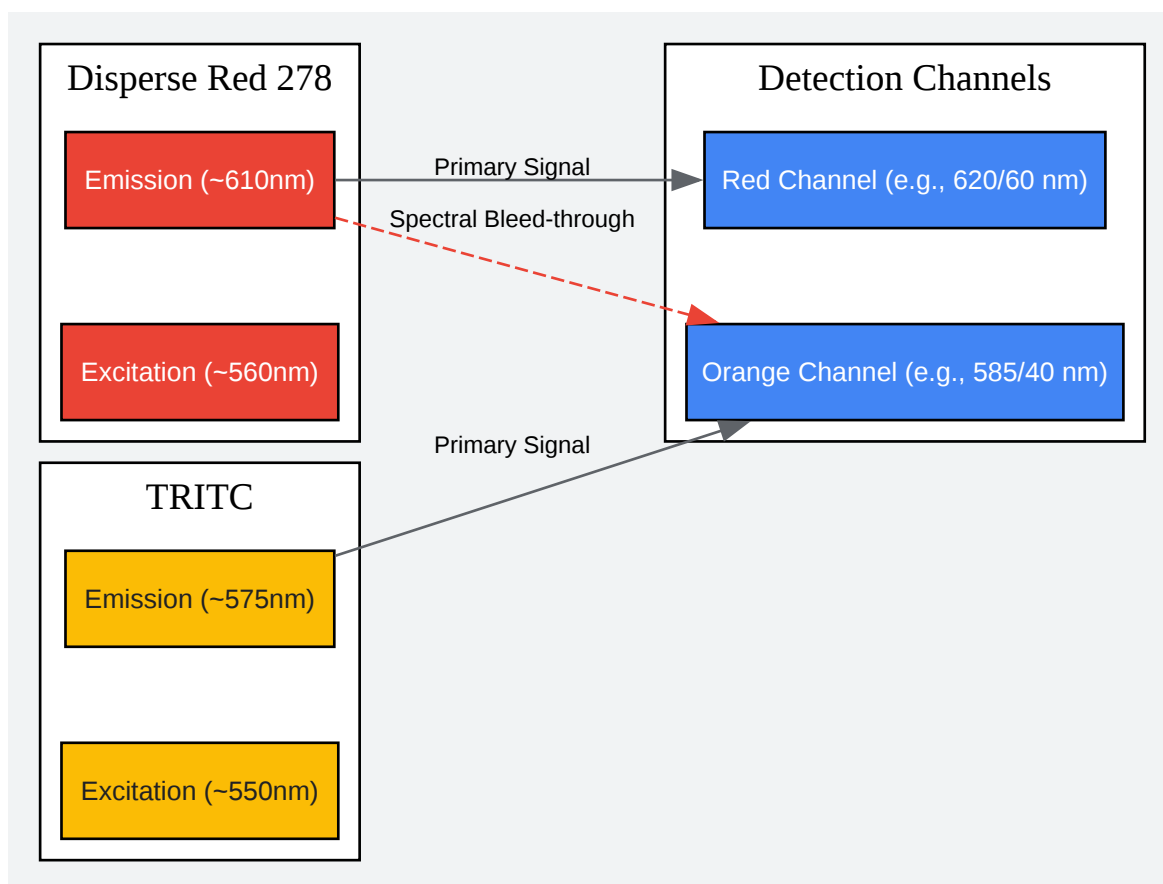 Disperse Red 278
Emission (~610nm)
Excitation (~560nm)
Primary Signal
Spectral Bleed-through
Detection Channels
Red Channel (e.g., 620/60 nm)
Orange Channel (e.g., 585/40 nm)
Primary Signal
TRITC
Emission (~575nm)
Excitation (~550nm)